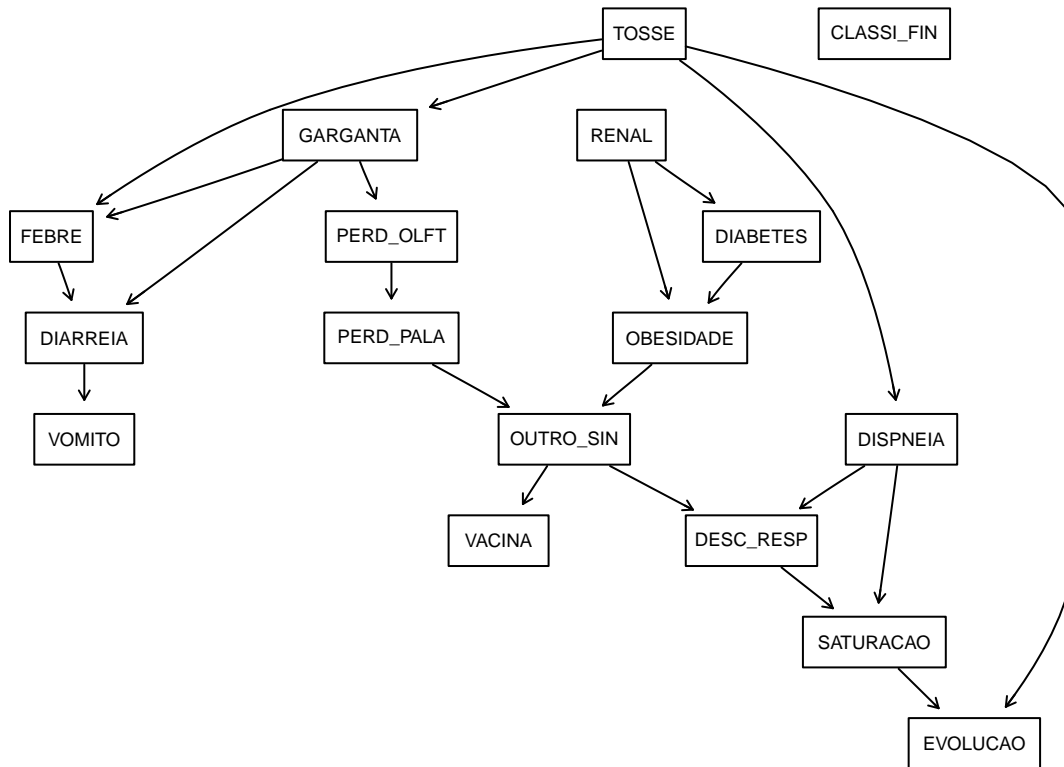 TOSSE
CLASSI_FIN
GARGANTA
RENAL
FEBRE
PERD_OLFT
DIABETES
DIARREIA
PERD_PALA
OBESIDADE
VOMITO
OUTRO_SIN
DISPNEIA
VACINA
DESC_RESP
SATURACAO
EVOLUCAO